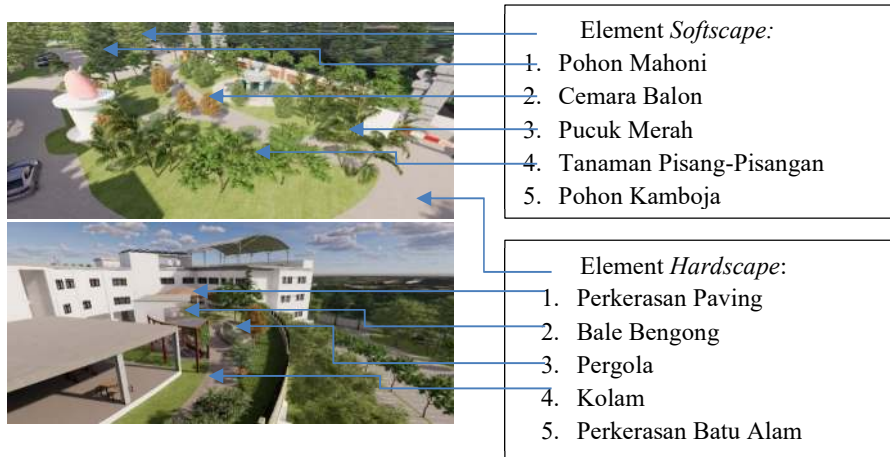 Element Softscape:
1. Pohon Mahoni
2. Cemara Balon
3. Pucuk Merah
4. Tanaman Pisang-Pisangan
5. Pohon Kamboja
Element Hardscape:
1. Perkerasan Paving
2. Bale Bengong
3. Pergola
4. Kolam
5. Perkerasan Batu Alam